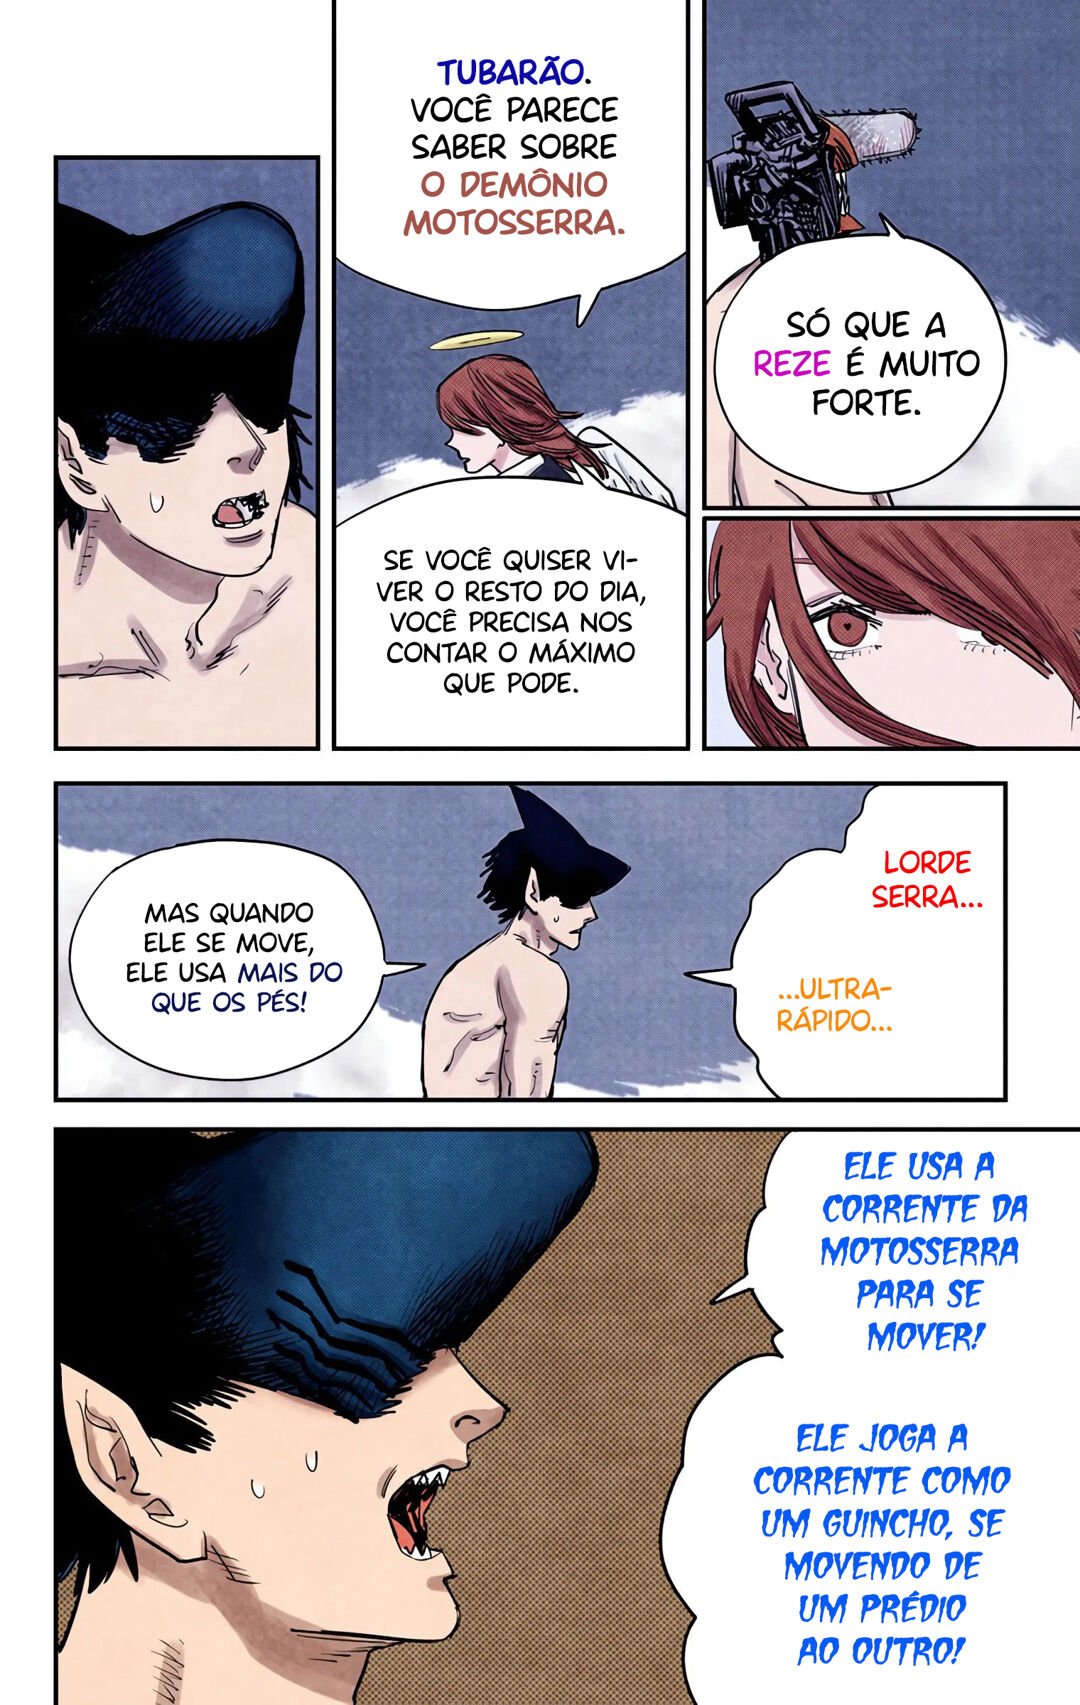 SÓ QUE A
REZE É MUITO
FORTE.
TUBARÃO.
VOCÊ PARECE
SABER SOBRE
O DEMÔNIO
MOTOSSERRA.
SE VOCÊ QUISER VI-
VER O RESTO DO DIA,
VOCÊ PRECISA NOS
CONTAR O MÁXIMO
QUE PODE.
LORDE
SERRA...
...ULTRA-
RÁPIDO...
MAS QUANDO
ELE SE MOVE,
ELE USA MAIS DO
QUE OS PÉS!
ELE USA A
CORRENTE DA
MOTOSSERRA
PARA SE
MOVER!
ELE JOGA A
CORRENTE COMO
UM GUINCHO, SE
MOVENDO DE
UM PRÉDIO
AO OUTRO!